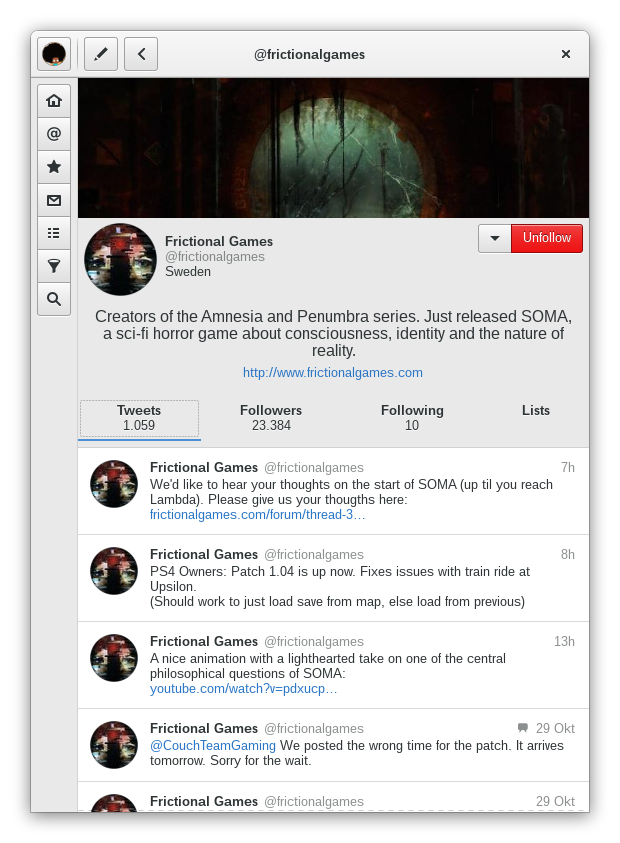 @frictionalgames
Frictional Games
@frictionalgames
Sweden
Unfollow
Creators of the Amnesia and Penumbra series. Just released SOMA,
a sci-fi horror game about consciousness, identity and the nature of
reality.
http://www.frictionalgames.com
Tweets Followers Following Lists
1.059 23.384 10
Frictional Games @frictionalgames 7h
We'd like to hear your thoughts on the start of SOMA (up til you reach
Lambda). Please give us your thougths here:
frictionalgames.com/forum/thread-3…
Frictional Games @frictionalgames 8h
PS4 Owners: Patch 1.04 is up now. Fixes issues with train ride at
Upsilon.
(Should work to just load save from map, else load from previous)
Frictional Games @frictionalgames 13h
A nice animation with a lighthearted take on one of the central
philosophical questions of SOMA:
youtube.com/watch?v=pdxucp…
Frictional Games @frictionalgames 29 Okt
@CouchTeamGaming We posted the wrong time for the patch. It arrives
tomorrow. Sorry for the wait.
Frictional Games @frictionalgames 29 Okt